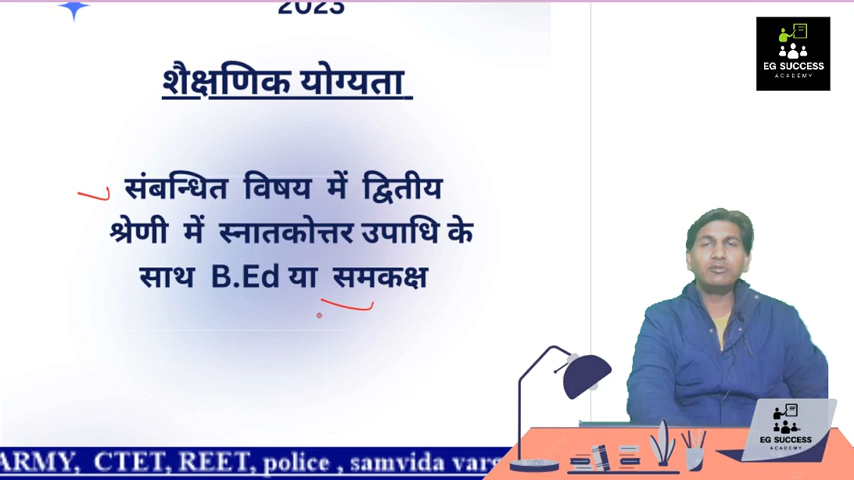 2023
शैक्षणिक योग्यता
संबन्धित विषय में द्वितीय
श्रेणी में स्नातकोत्तर उपाधि के
साथ B.Ed या समकक्ष
EG SUCCESS
ACADEMY
EG SUCCESS
ACADEMY
ARMY, CTET, REET, police , samvida varg